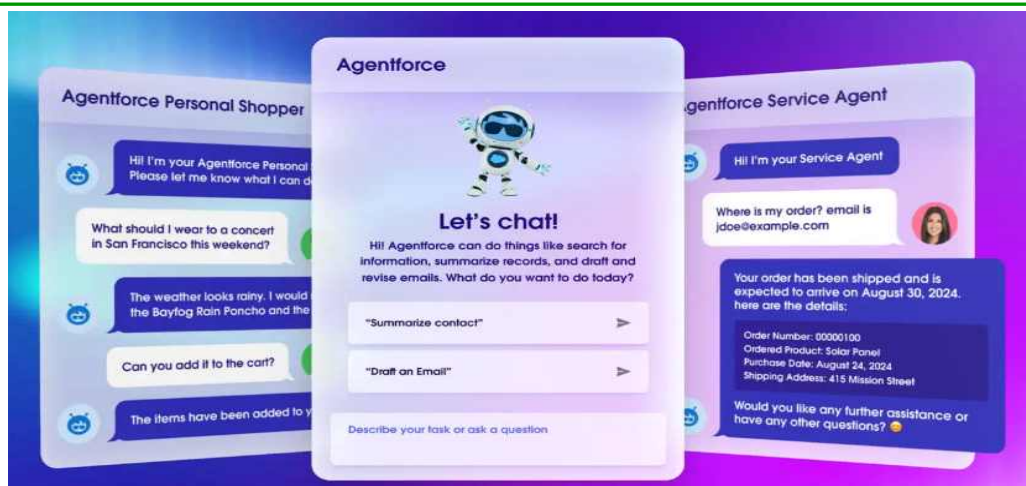 Agentforce Personal Shopper
Hi! I'm your Agentforce Personal
Please let me know what I can d
What should I wear to a concert
in San Francisco this weekend?
The weather looks rainy. I would
the Bayfog Rain Poncho and the
Can you add it to the cart?
The items have been added to y
Agentforce
Let's chat!
Hi! Agentforce can do things like search for
information, summarize records, and draft and
revise emails. What do you want to do today?
"Summarize contact"
"Draft an Email"
Describe your task or ask a question
gentforce Service Agent
Hi! I'm your Service Agent
Where is my order? email is
jdoe@example.com
Your order has been shipped and is
expected to arrive on August 30, 2024.
here are the details:
Order Number: 00000100
Ordered Product: Solar Panel
Purchase Date: August 24, 2024
Shipping Address: 415 Mission Street
Would you like any further assistance or
have any other questions? 😊